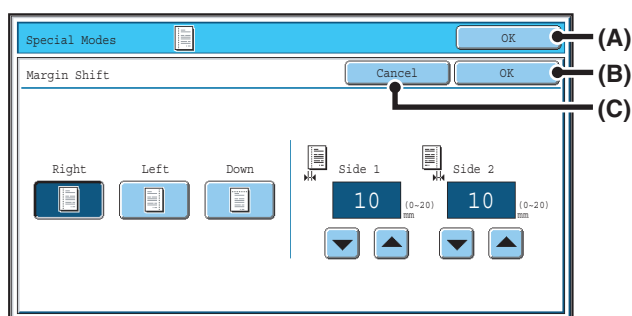 Special Modes OK (A)
Margin Shift Cancel OK (B)
(C)
Right Left Down Side 1 Side 2
10 (0~20) mm 10 (0~20) mm